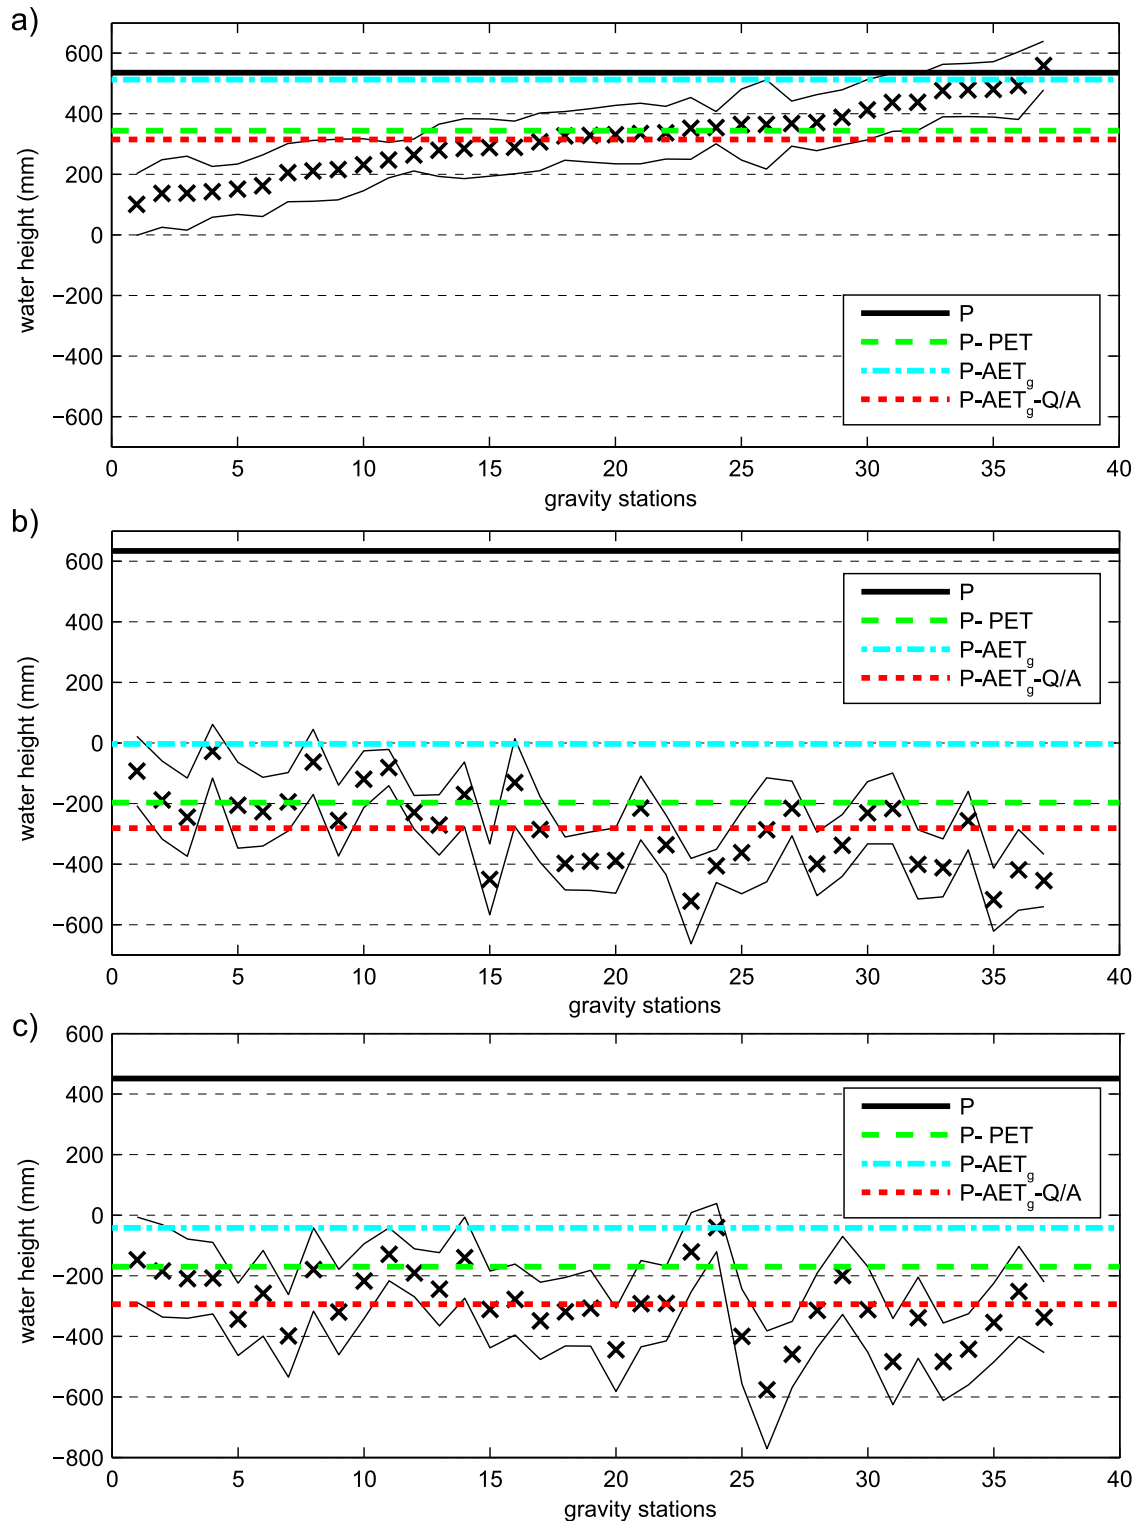 a)
600
400
200
0
−200
−400
−600
water height (mm)
P
P- PET
P-AETg
P-AETg-Q/A
0 5 10 15 20 25 30 35 40
gravity stations
b)
600
400
200
0
−200
−400
−600
water height (mm)
P
P- PET
P-AETg
P-AETg-Q/A
0 5 10 15 20 25 30 35 40
gravity stations
c)
600
400
200
0
−200
−400
−600
−800
water height (mm)
P
P- PET
P-AETg
P-AETg-Q/A
0 5 10 15 20 25 30 35 40
gravity stations